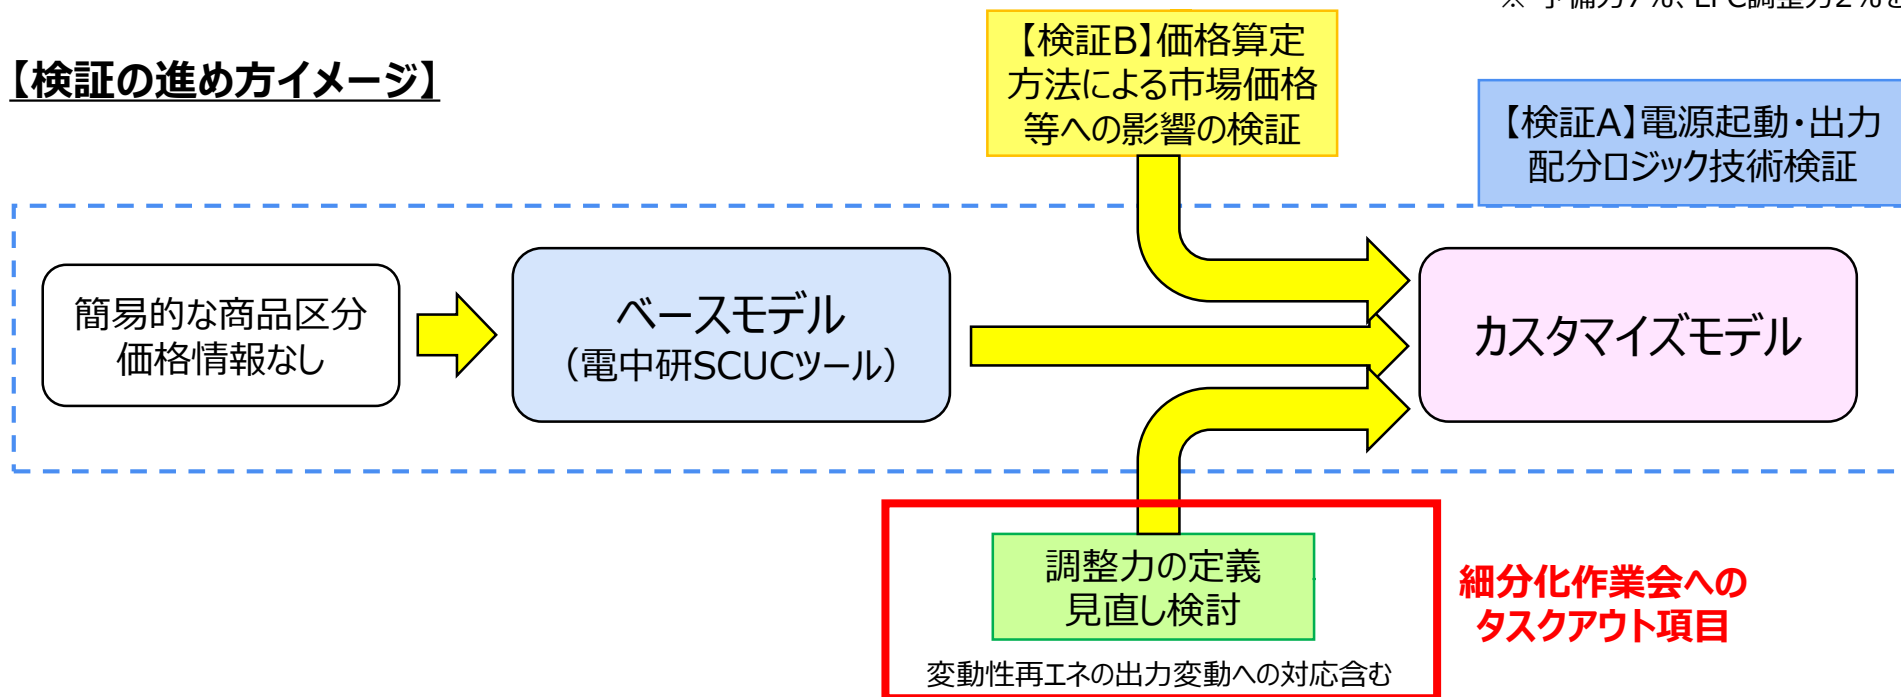 【検証の進め方イメージ】
【検証B】価格算定
方法による市場価格
等への影響の検証
【検証A】電源起動・出力
配分ロジック技術検証
簡易的な商品区分
価格情報なし
ベースモデル
（電中研SCUCツール）
カスタマイズモデル
調整力の定義
見直し検討
変動性再エネの出力変動への対応含む
細分化作業会への
タスクアウト項目